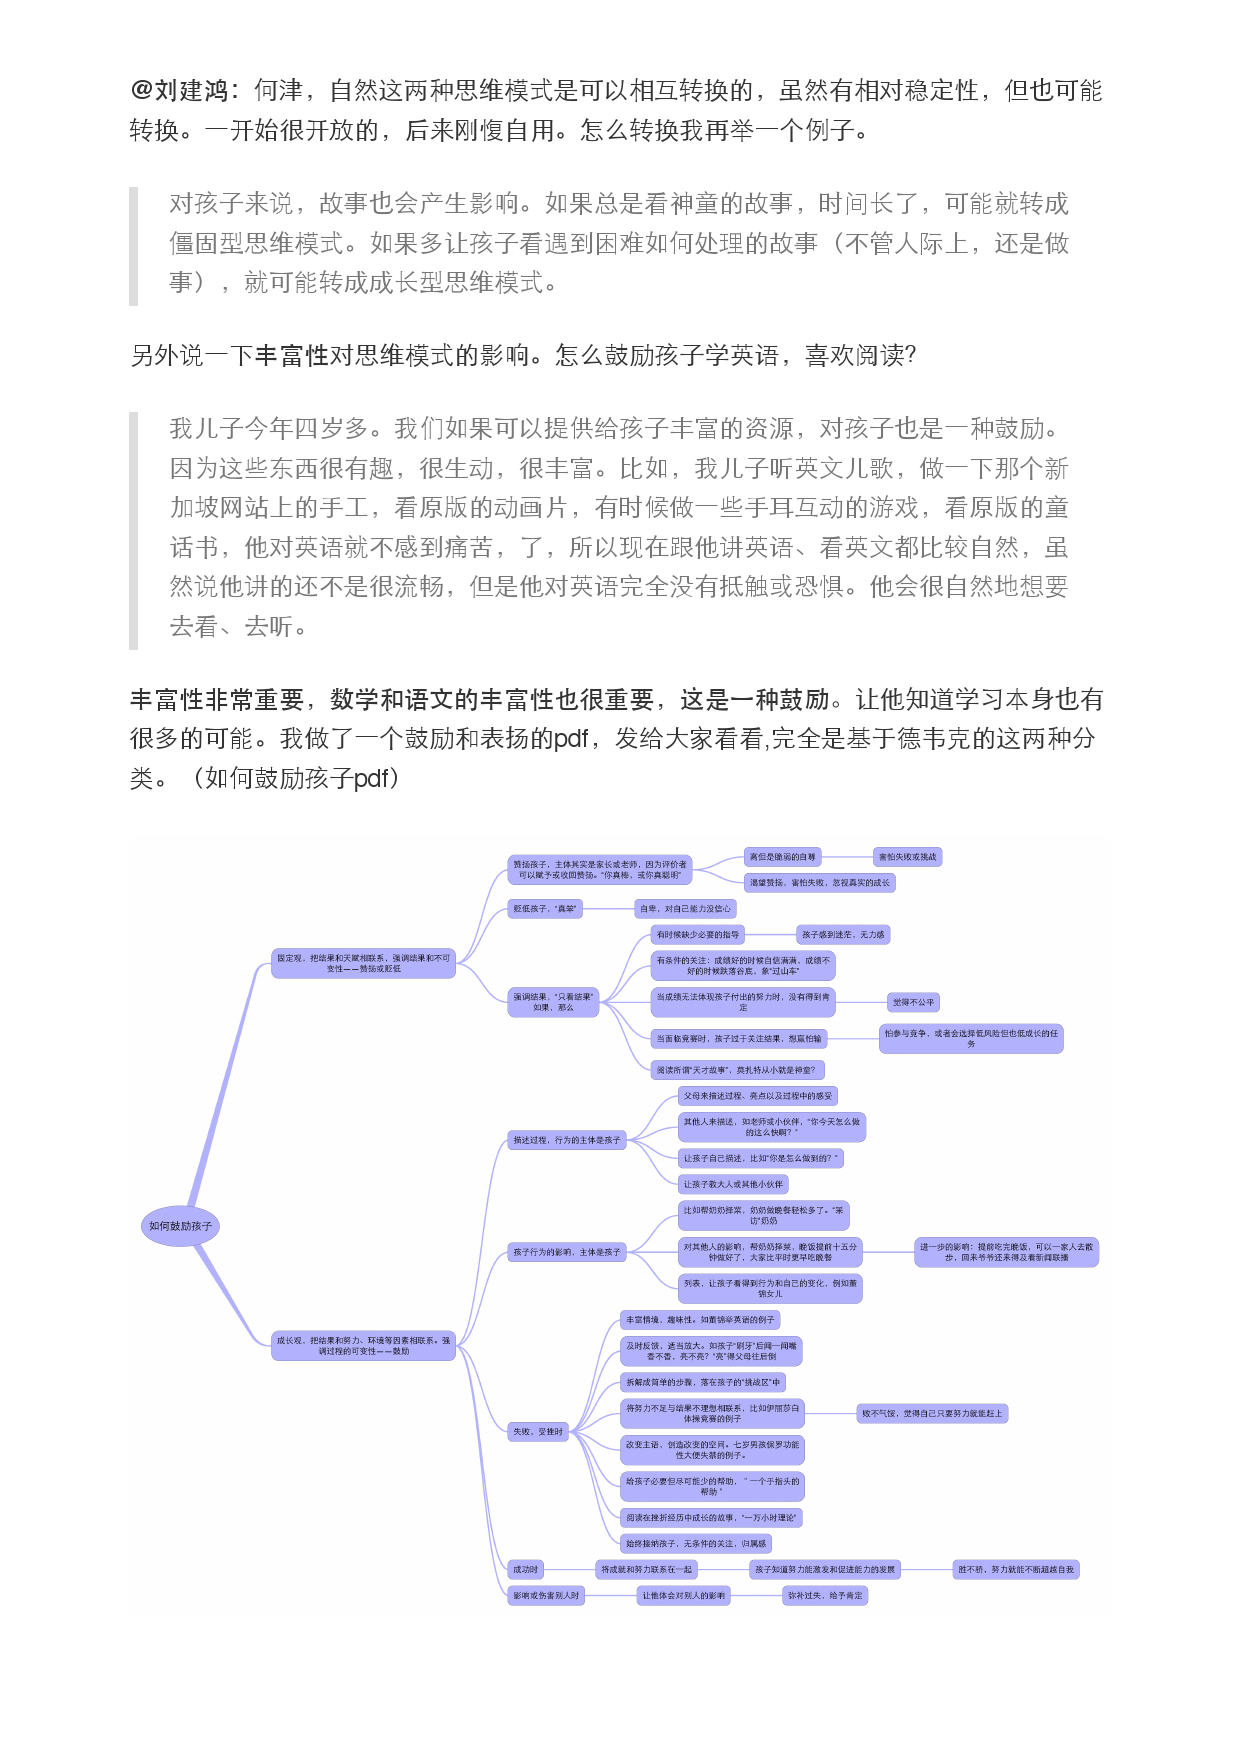 @刘建鸿：何津，自然这两种思维模式是可以相互转换的，虽然有相对稳定性，但也可能
转换。一开始很开放的，后来刚愎自用。怎么转换我再举一个例子。
对孩子来说，故事也会产生影响。如果总是看神童的故事，时间长了，可能就转成
僵固型思维模式。如果多让孩子看遇到困难如何处理的故事（不管人际上，还是做
事），就可能转成成长型思维模式。
另外说一下丰富性对思维模式的影响。怎么鼓励孩子学英语，喜欢阅读？
我儿子今年四岁多。我们如果可以提供给孩子丰富的资源，对孩子也是一种鼓励。
因为这些东西很有趣，很生动，很丰富。比如，我儿子听英文儿歌，做一下那个新
加坡网站上的手工，看原版的动画片，有时候做一些手耳互动的游戏，看原版的童
话书，他对英语就不感到痛苦，了，所以现在跟他讲英语、看英文都比较自然，虽
然说他讲的还不是很流畅，但是他对英语完全没有抵触或恐惧。他会很自然地想要
去看、去听。
丰富性非常重要，数学和语文的丰富性也很重要，这是一种鼓励。让他知道学习本身也有
很多的可能。我做了一个鼓励和表扬的pdf，发给大家看看,完全是基于德韦克的这两种分
类。（如何鼓励孩子pdf）
如何鼓励孩子
固定观，把结果和天赋相联系，强调结果和不可
变性——赞扬或贬低
赞扬孩子，主体其实是家长或老师，因为评价者
可以赋予或收回赞扬。“你真棒，或你真聪明”
高但是脆弱的自尊
害怕失败或挑战
渴望赞扬，害怕失败，忽视真实的成长
贬低孩子，“真笨”
自卑，对自己能力没信心
强调结果，“只看结果”
如果，那么
有时候缺少必要的指导
孩子感到迷茫，无力感
有条件的关注：成绩好的时候自信满满，成绩不
好的时候跌落谷底，象“过山车”
当成绩无法体现孩子付出的努力时，没有得到肯
定
觉得不公平
当面临竞赛时，孩子过于关注结果，想赢怕输
怕参与竞争，或者会选择低风险但也低成长的任
务
阅读所谓“天才故事”，莫扎特从小就是神童？
成长观，把结果和努力、环境等因素相联系。强
调过程的可变性——鼓励
描述过程，行为的主体是孩子
父母来描述过程、亮点以及过程中的感受
其他人来描述，如老师或小伙伴，“你今天怎么做
的这么快啊？”
让孩子自己描述，比如“你是怎么做到的？”
让孩子教大人或其他小伙伴
孩子行为的影响，主体是孩子
比如帮奶奶择菜，奶奶做晚餐轻松多了。“采
访”奶奶
对其他人的影响，帮奶奶择菜，晚饭提前十五分
钟做好了，大家比平时更早吃晚餐
进一步的影响：提前吃完晚饭，可以一家人去散
步，回来爷爷还来得及看新闻联播
列表，让孩子看得到行为和自己的变化，例如董
锦女儿
失败，受挫时
丰富情境，趣味性。如董锦举英语的例子
及时反馈，适当放大。如孩子“刷牙”后闻一闻嘴
香不香，亮不亮？“亮”得父母往后倒
拆解成简单的步骤，落在孩子的“挑战区”中
将努力不足与结果不理想相联系，比如伊丽莎白
体操竞赛的例子
败不气馁，觉得自己只要努力就能赶上
改变主语，创造改变的空间。七岁男孩保罗功能
性大便失禁的例子。
给孩子必要但尽可能少的帮助，＂一个手指头的
帮助＂
阅读在挫折经历中成长的故事，“一万小时理论”
始终接纳孩子，无条件的关注，归属感
成功时
将成就和努力联系在一起
孩子知道努力能激发和促进能力的发展
胜不骄，努力就能不断超越自我
影响或伤害别人时
让他体会对别人的影响
弥补过失，给予肯定